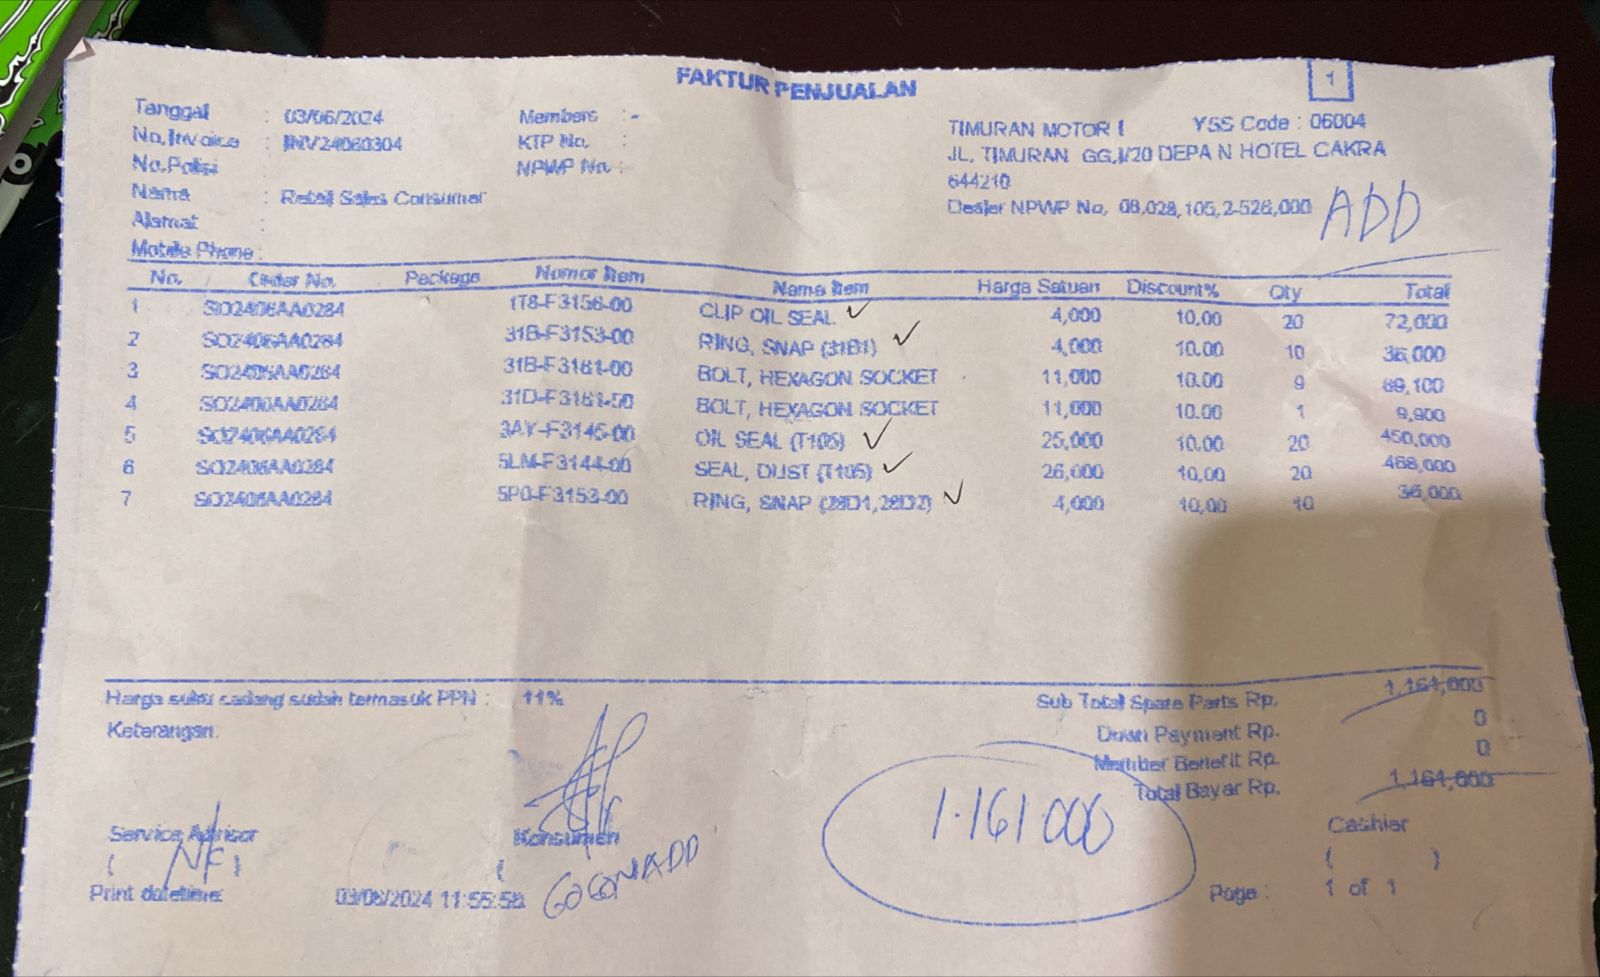 FAKTUR PENJUALAN
1
Tanggal : 03/06/2024 Members : -
No.Invoice : INV24060304 KTP No. :
No.Polisi : NPWP No. : -
Nama : Retail Sales Consumer
Alamat :
Mobile Phone :
TIMURAN MOTOR I YSS Code : 06004
JL, TIMURAN GG,I/20 DEPA N HOTEL CAKRA
644210
Dealer NPWP No, 08,028,105,2-526,000
ADD
No. Order No. Package Nomor Item Nama Item Harga Satuan Discount% Qty Total
1 SO2406AA0284 1T8-F3156-00 CLIP OIL SEAL 4,000 10,00 20 72,000
2 SO2406AA0284 31B-F3153-00 RING, SNAP (31B1) 4,000 10.00 10 36,000
3 SO2406AA0284 31B-F3181-00 BOLT, HEXAGON SOCKET 11,000 10.00 9 89,100
4 SO2406AA0284 BOLT, HEXAGON SOCKET 11,000 10.00 1 9,900
5 SO2406AA0284 3AY-F3145-00 OIL SEAL (T105) 25,000 10.00 20 450,000
6 SO2406AA0284 5LM-F3144-00 SEAL, DUST (T105) 26,000 10,00 20 468,000
7 SO2406AA0284 5P0-F3153-00 RING, SNAP (28D1,28D2) 4,000 10,00 10 36,000
Harga suku cadang sudah termasuk PPN : 11%
Keterangan:
Sub Total Spare Parts Rp. 1,161,000
Down Payment Rp. 0
Member Benefit Rp. 0
Total Bayar Rp. 1,161,000
1.161.000
Service Advisor Konsumen Cashier
( ) ( ( )
Print datetime: 03/06/2024 11:55:58 Page : 1 of 1